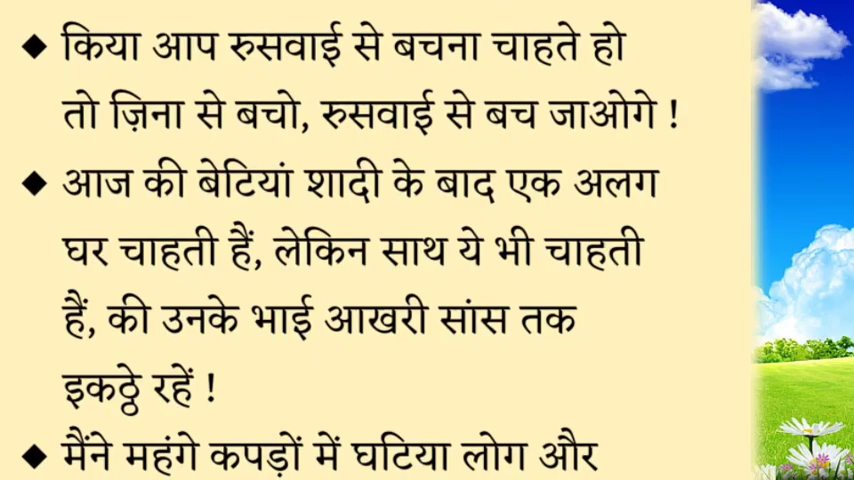 ◆ किया आप रुसवाई से बचना चाहते हो
तो ज़िना से बचो, रुसवाई से बच जाओगे !
◆ आज की बेटियां शादी के बाद एक अलग
घर चाहती हैं, लेकिन साथ ये भी चाहती
हैं, की उनके भाई आखरी सांस तक
इकठ्ठे रहें !
◆ मैंने महंगे कपड़ों में घटिया लोग और